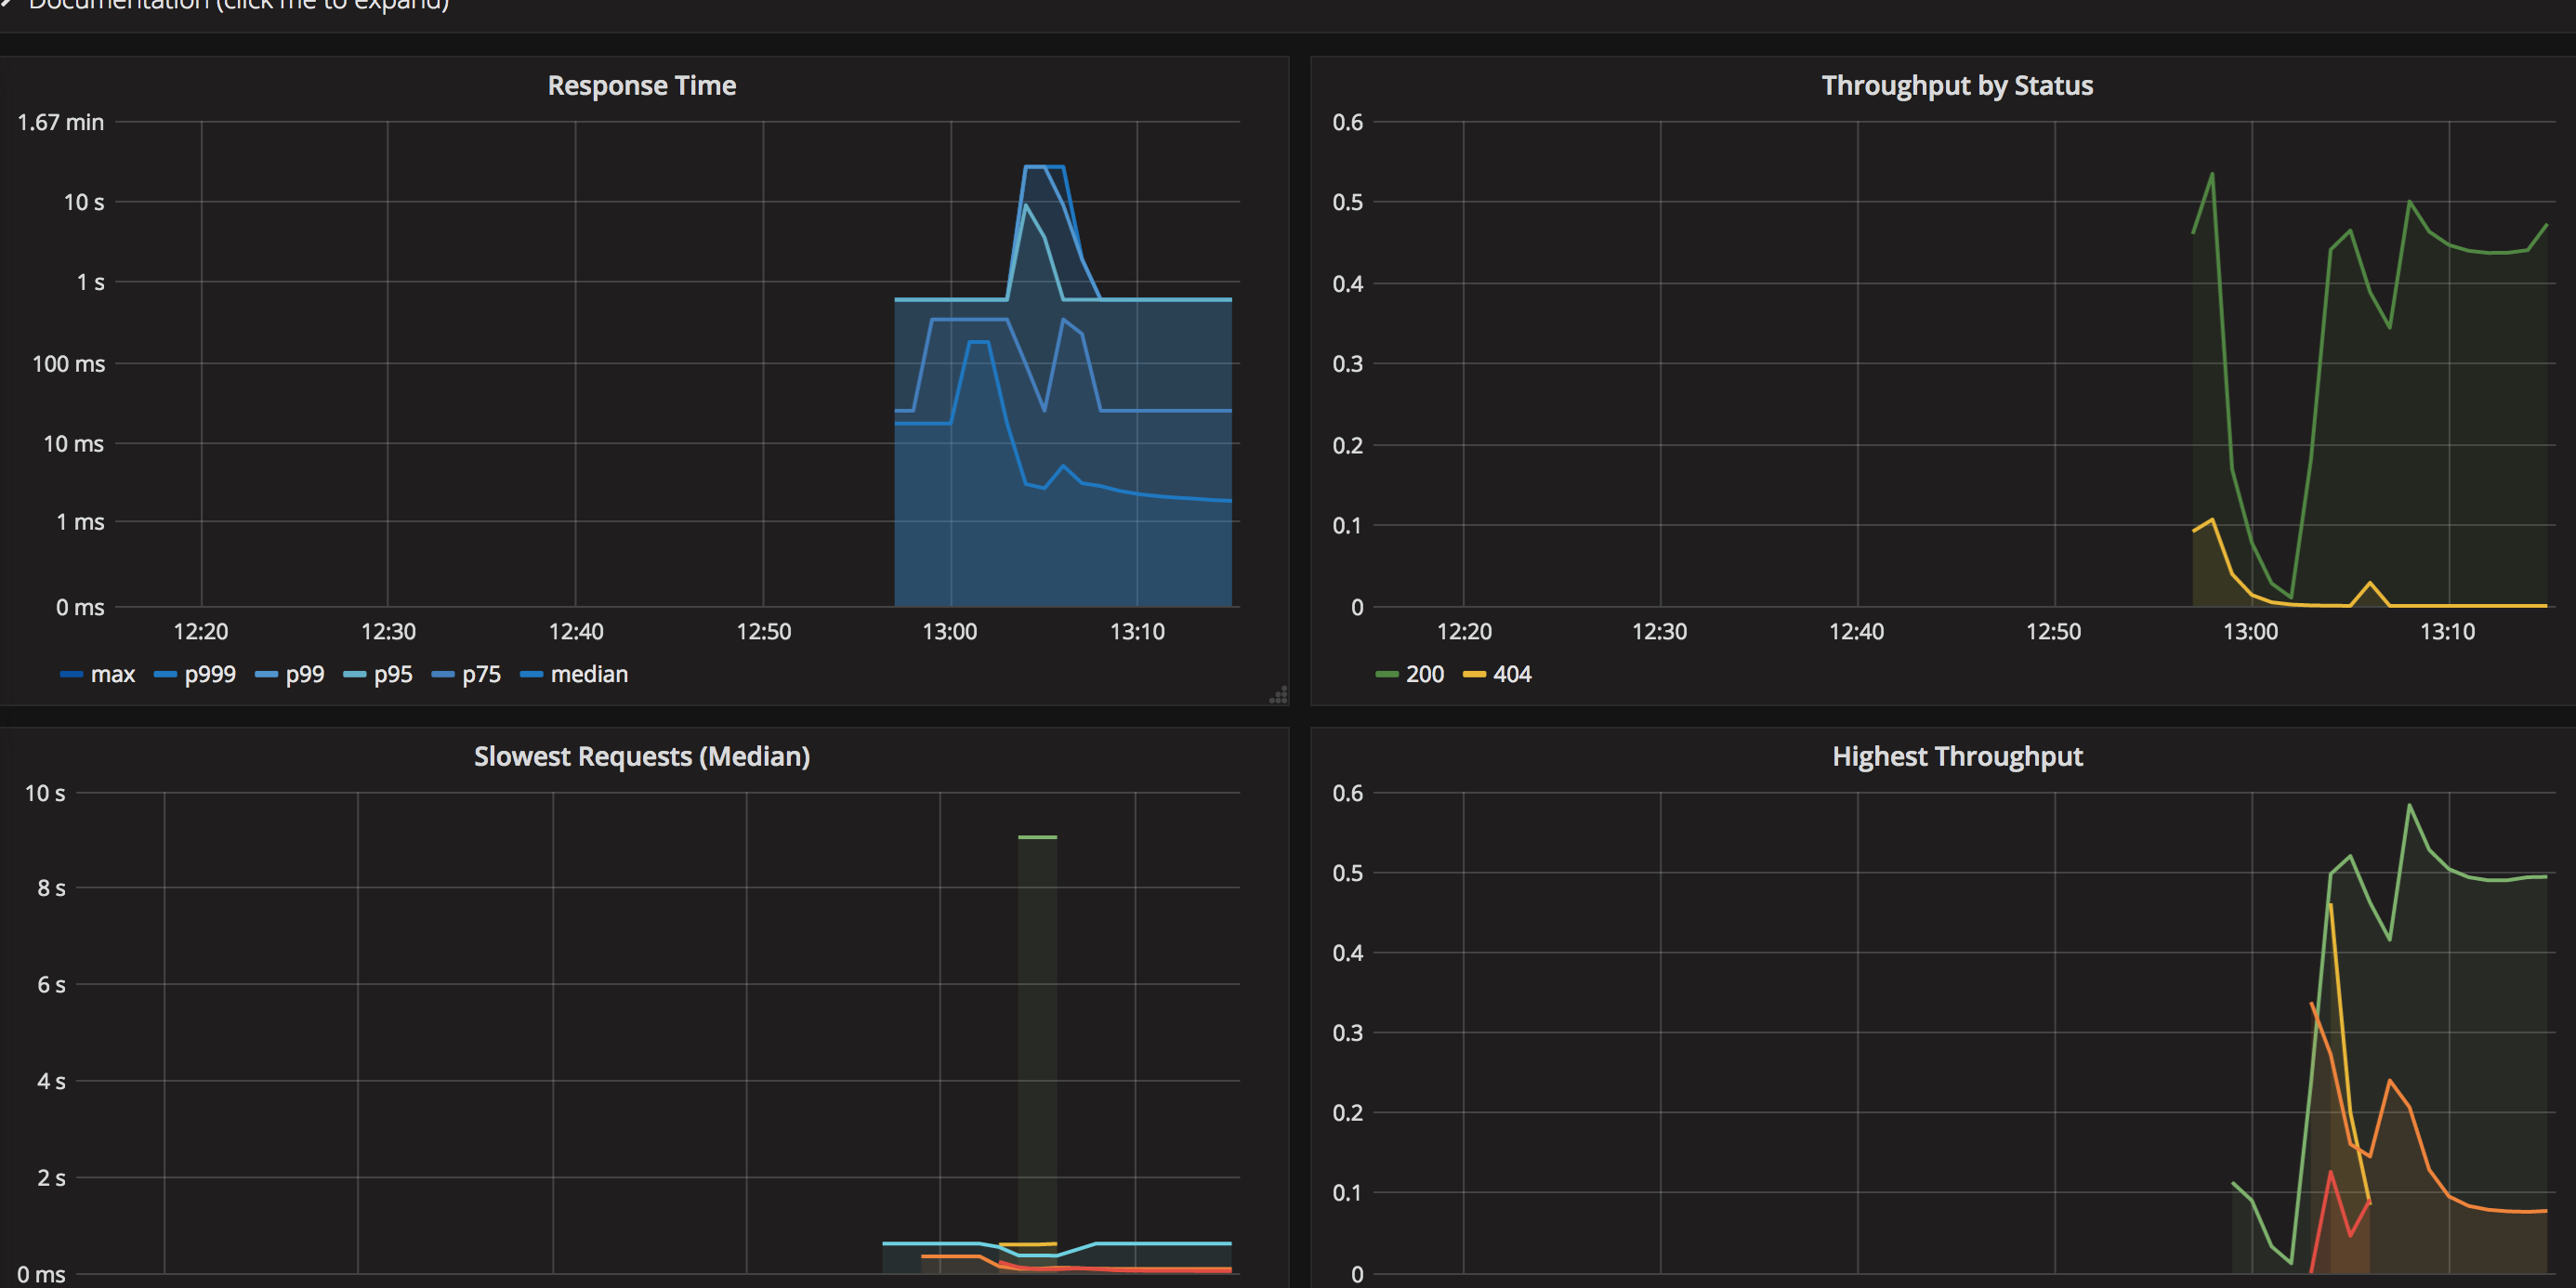 Documentation (click me to expand)
Response Time
1.67 min
10 s
1 s
100 ms
10 ms
1 ms
0 ms
12:20 12:30 12:40 12:50 13:00 13:10
max p999 p99 p95 p75 median
Throughput by Status
0.6
0.5
0.4
0.3
0.2
0.1
0
12:20 12:30 12:40 12:50 13:00 13:10
200 404
Slowest Requests (Median)
10 s
8 s
6 s
4 s
2 s
0 ms
Highest Throughput
0.6
0.5
0.4
0.3
0.2
0.1
0